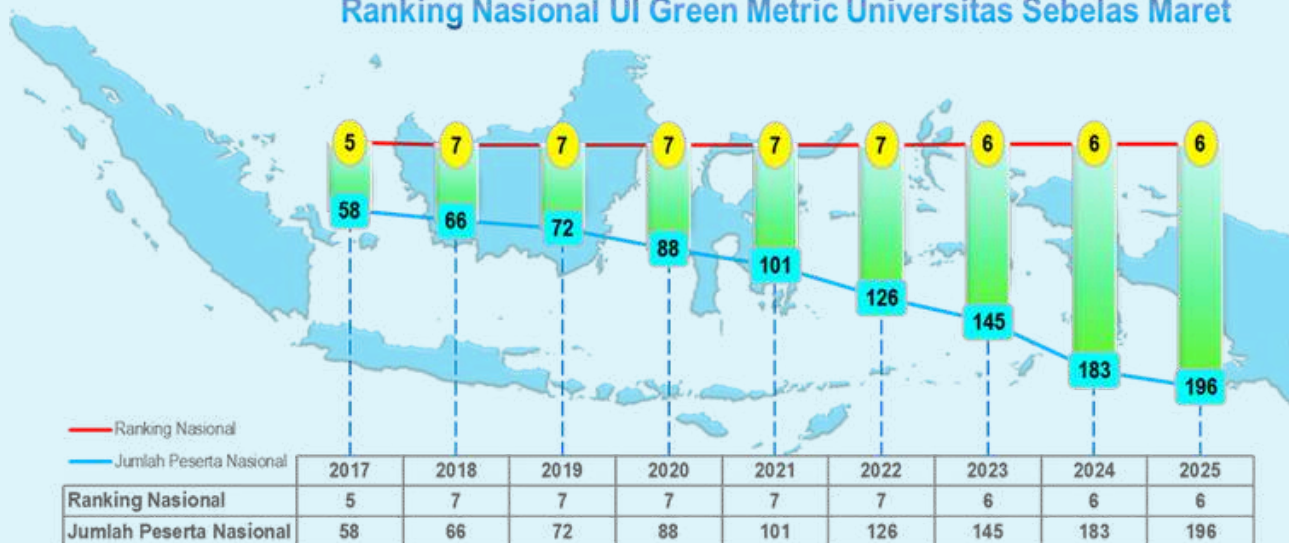 Ranking Nasional UI Green Metric Universitas Sebelas Maret
5 7 7 7 7 7 6 6 6
58 66 72 88 101 126 145 183 196
Ranking Nasional
Jumlah Peserta Nasional
2017 2018 2019 2020 2021 2022 2023 2024 2025
Ranking Nasional 5 7 7 7 7 7 6 6 6
Jumlah Peserta Nasional 58 66 72 88 101 126 145 183 196